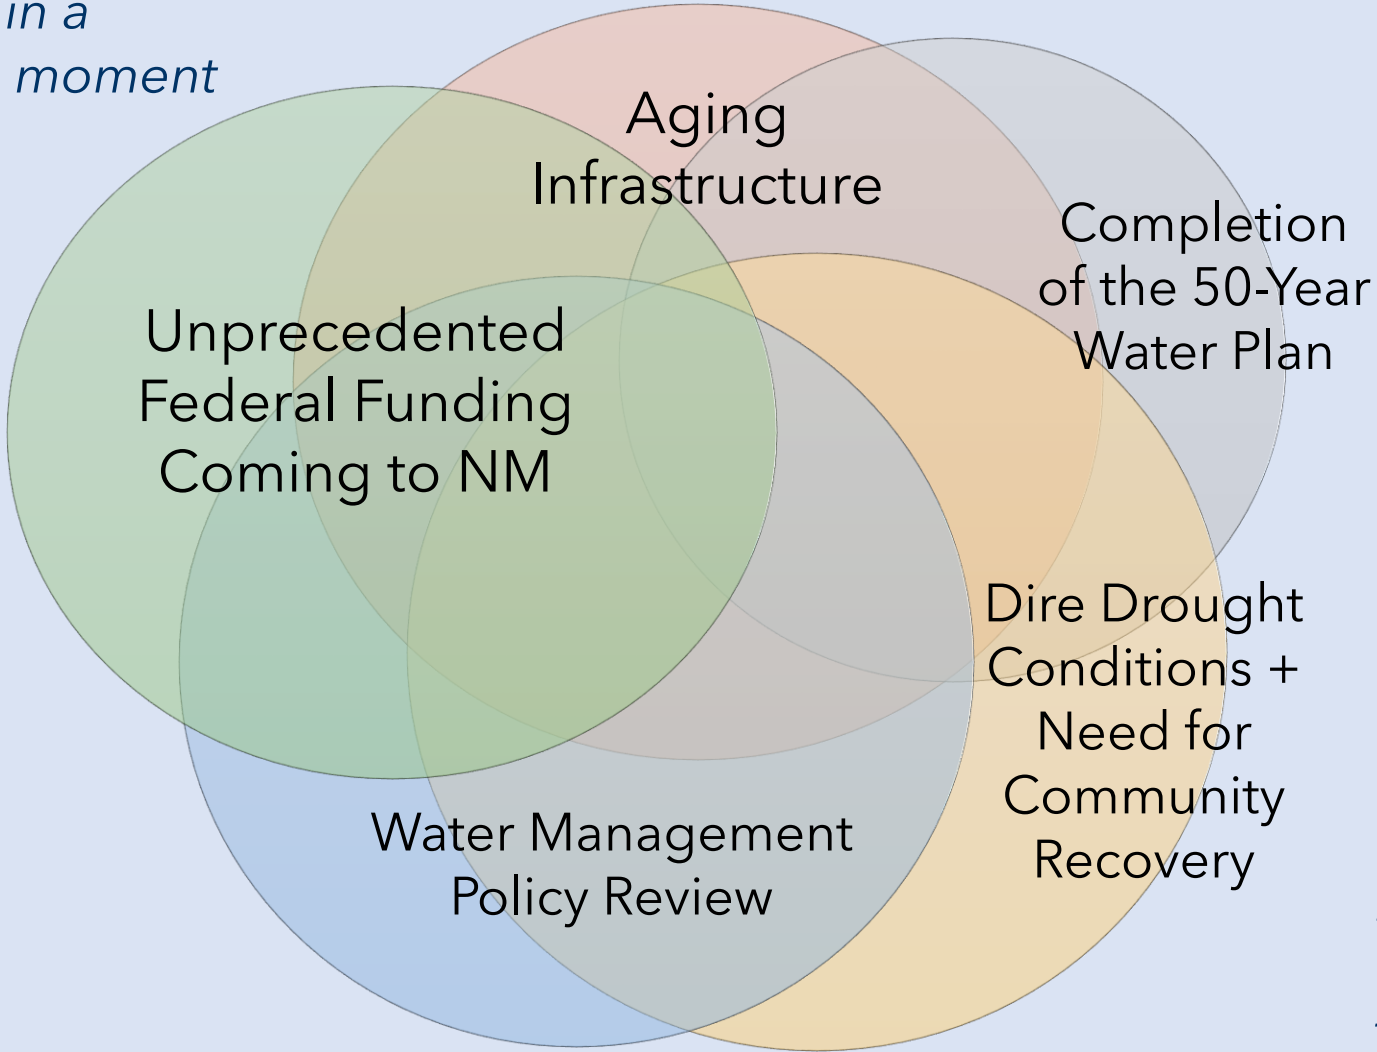 in a
moment
Aging
Infrastructure
Completion
of the 50-Year
Water Plan
Unprecedented
Federal Funding
Coming to NM
Dire Drought
Conditions +
Need for
Community
Recovery
Water Management
Policy Review